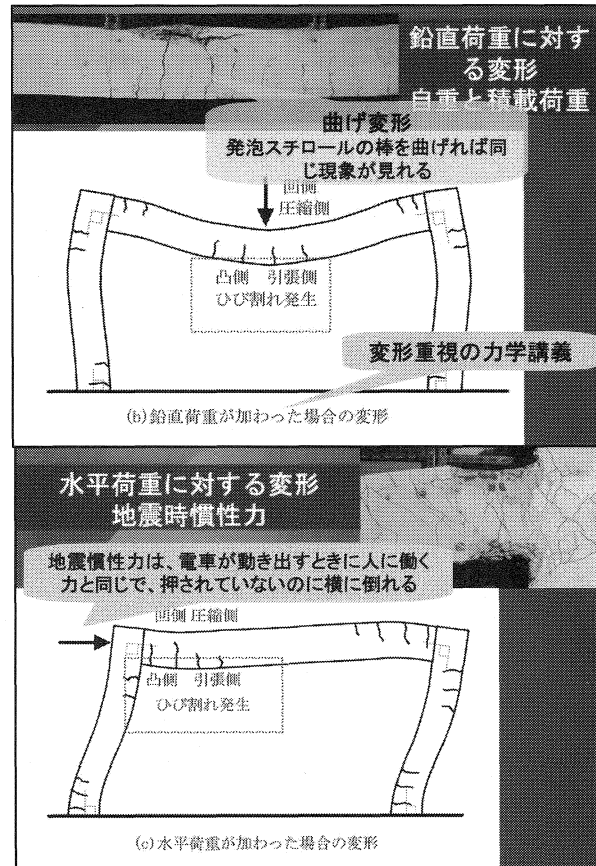 鉛直荷重に対す
る変形
自重と積載荷重
曲げ変形
発泡スチロールの棒を曲げれば同
じ現象が見れる
凹側
圧縮側
凸側 引張側
ひび割れ発生
変形重視の力学講義
(b)鉛直荷重が加わった場合の変形
水平荷重に対する変形
地震時慣性力
地震慣性力は、電車が動き出すときに人に働く
力と同じで、押されていないのに横に倒れる
凹側 圧縮側
凸側 引張側
ひび割れ発生
(c)水平荷重が加わった場合の変形